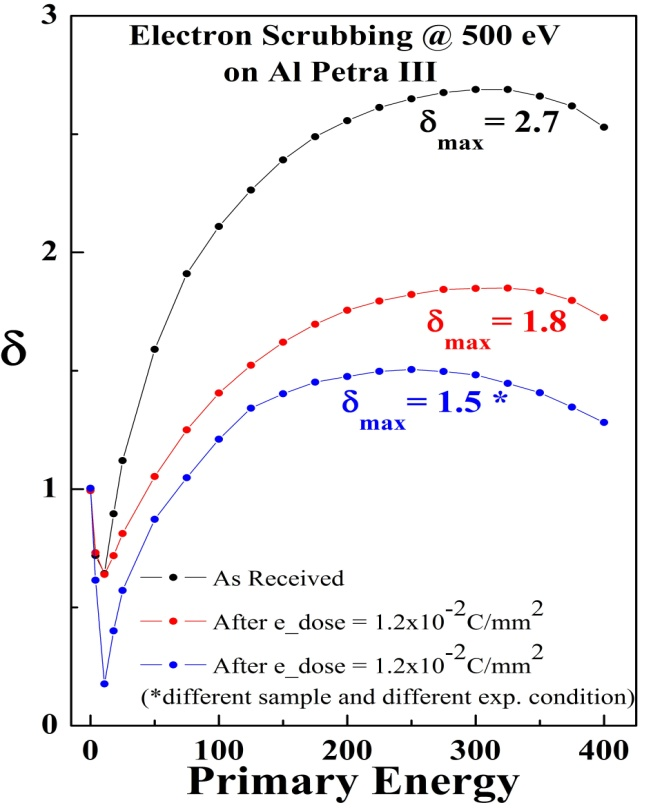 Electron Scrubbing @ 500 eV
on Al Petra III
3
2
1
0
δ
δmax = 2.7
δmax = 1.8
δmax = 1.5 *
As Received
After e_dose = 1.2x10-2C/mm2
After e_dose = 1.2x10-2C/mm2
(*different sample and different exp. condition)
0 100 200 300 400
Primary Energy